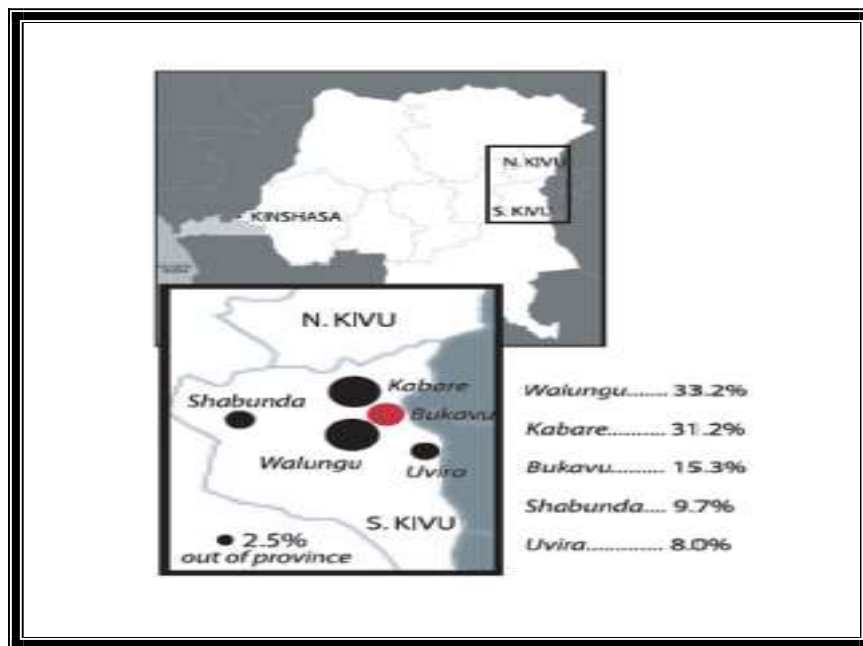 N. KIVU
S. KIVU
KINSHASA
N. KIVU
Kabare
Shabunda
Bukavu
Walungu
Uvira
S. KIVU
2.5%
out of province
Walungu....... 33.2%
Kabare.......... 31.2%
Bukavu......... 15.3%
Shabunda.... 9.7%
Uvira............. 8.0%